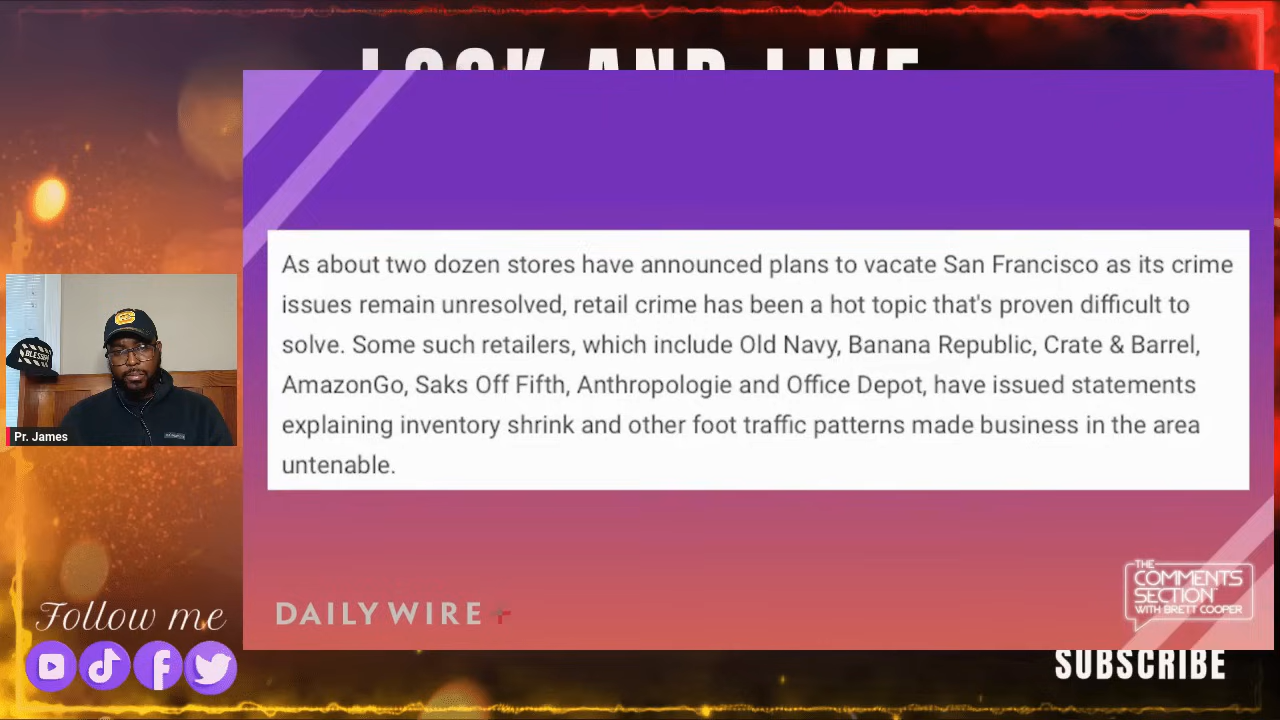 LOOK AND LIVE
As about two dozen stores have announced plans to vacate San Francisco as its crime
issues remain unresolved, retail crime has been a hot topic that's proven difficult to
solve. Some such retailers, which include Old Navy, Banana Republic, Crate & Barrel,
AmazonGo, Saks Off Fifth, Anthropologie and Office Depot, have issued statements
explaining inventory shrink and other foot traffic patterns made business in the area
untenable.
BLESSED
Pr. James
THE
COMMENTS
SECTION
WITH BRETT COOPER
DAILY WIRE +
Follow me
SUBSCRIBE